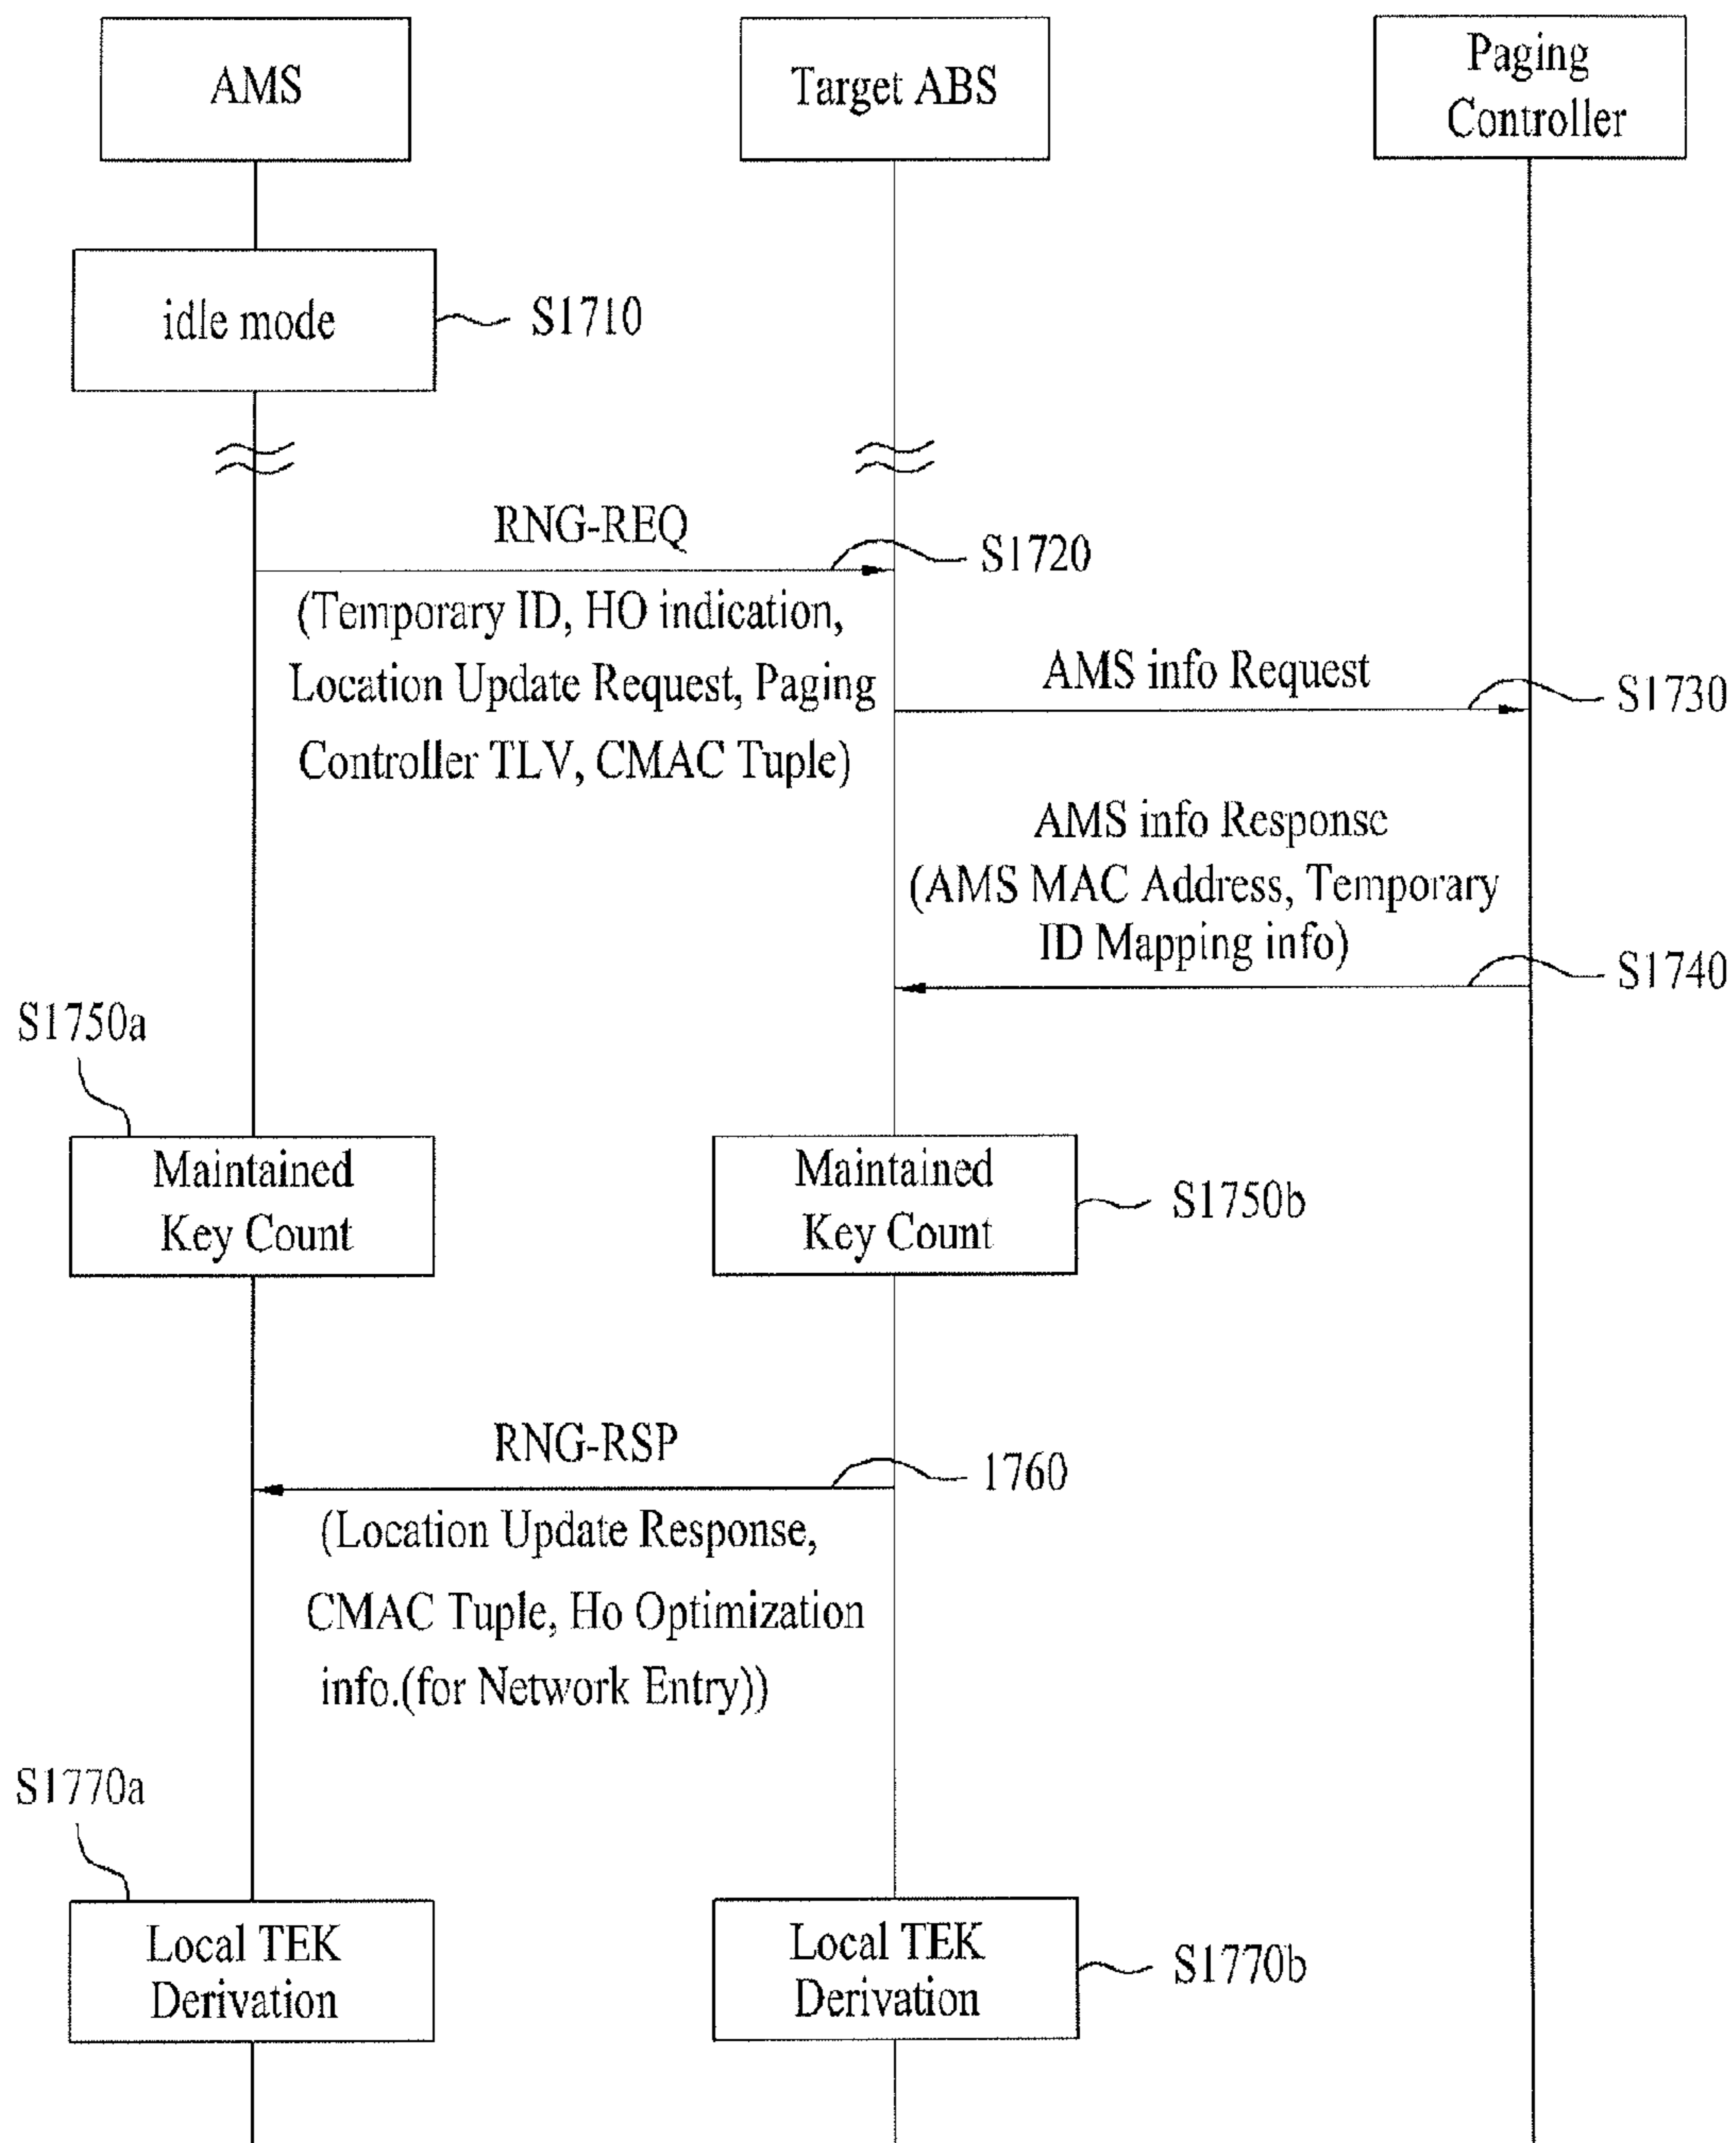 AMS
Target ABS
Paging
Controller
idle mode
S1710
RNG-REQ
S1720
(Temporary ID, HO indication,
Location Update Request, Paging
Controller TLV, CMAC Tuple)
AMS info Request
S1730
AMS info Response
(AMS MAC Address, Temporary
ID Mapping info)
S1740
S1750a
Maintained
Key Count
Maintained
Key Count
S1750b
RNG-RSP
1760
(Location Update Response,
CMAC Tuple, Ho Optimization
info.(for Network Entry))
S1770a
Local TEK
Derivation
Local TEK
Derivation
S1770b